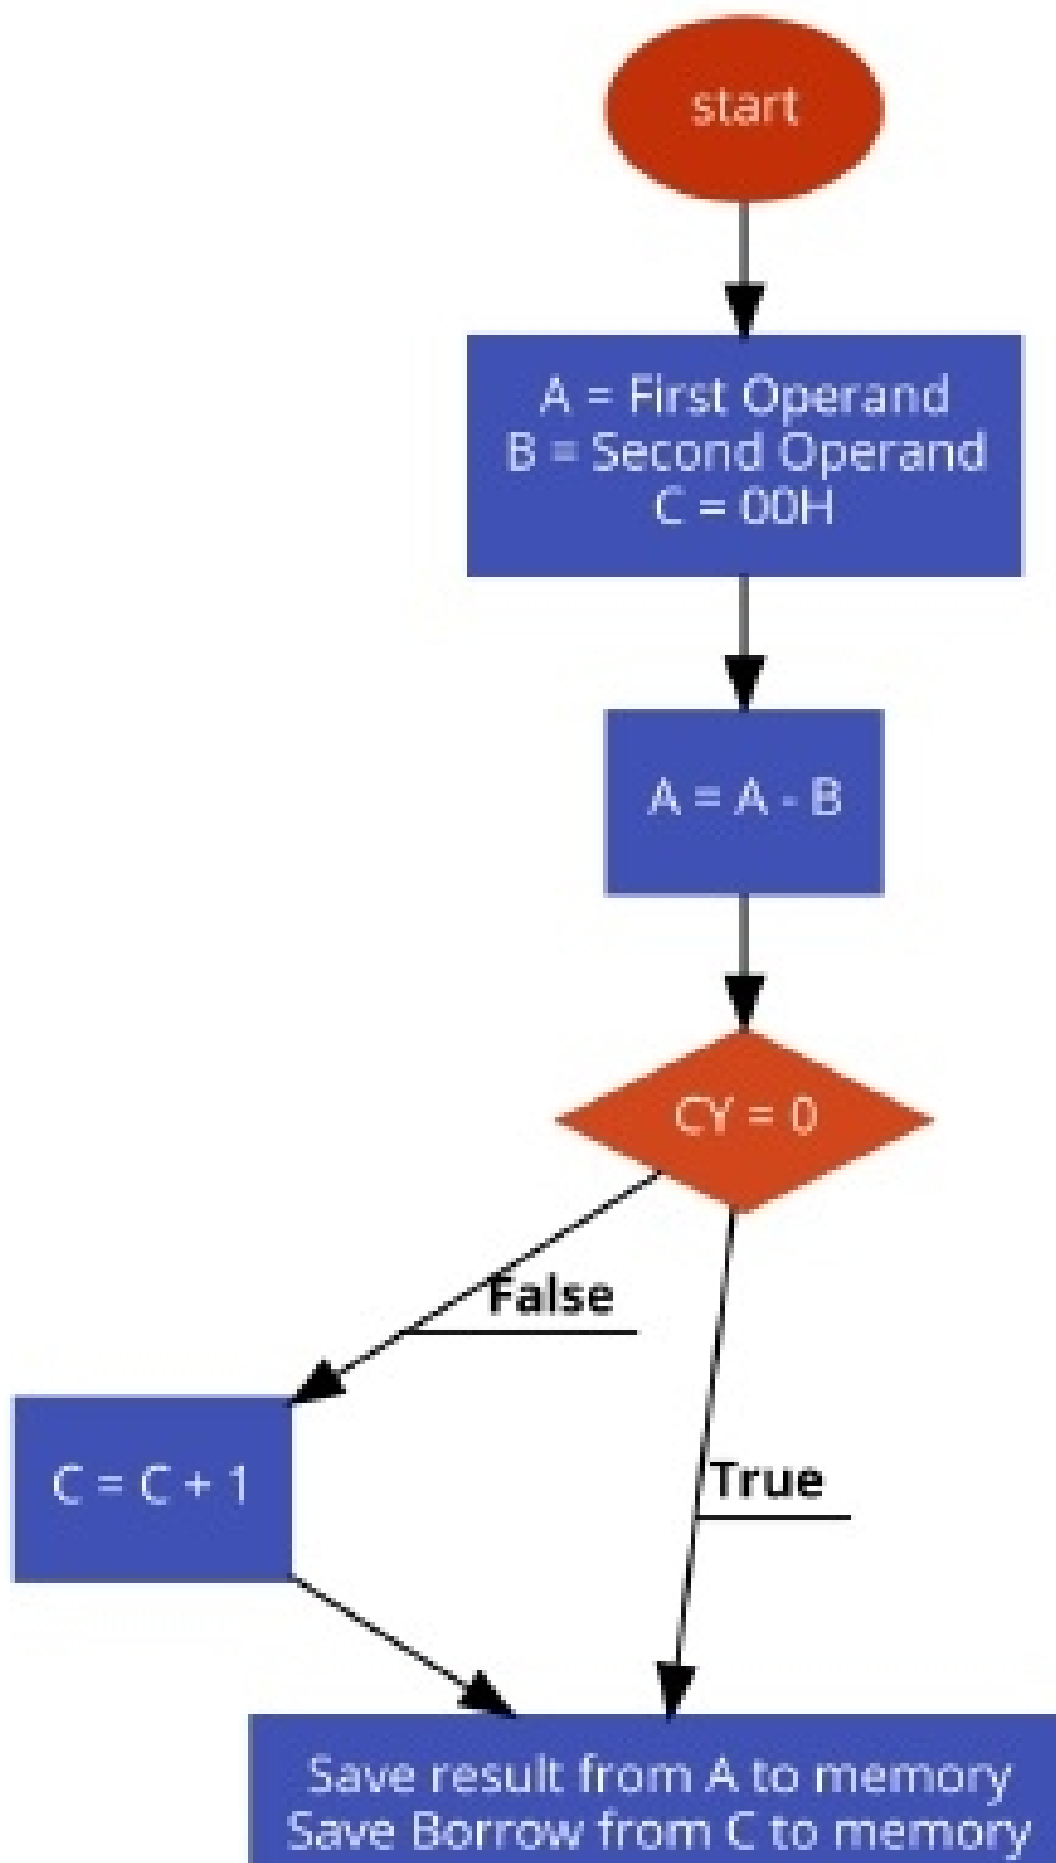 start
A = First Operand
B = Second Operand
C = 00H
A = A - B
CY = 0
False
C = C + 1
True
Save result from A to memory
Save Borrow from C to memory